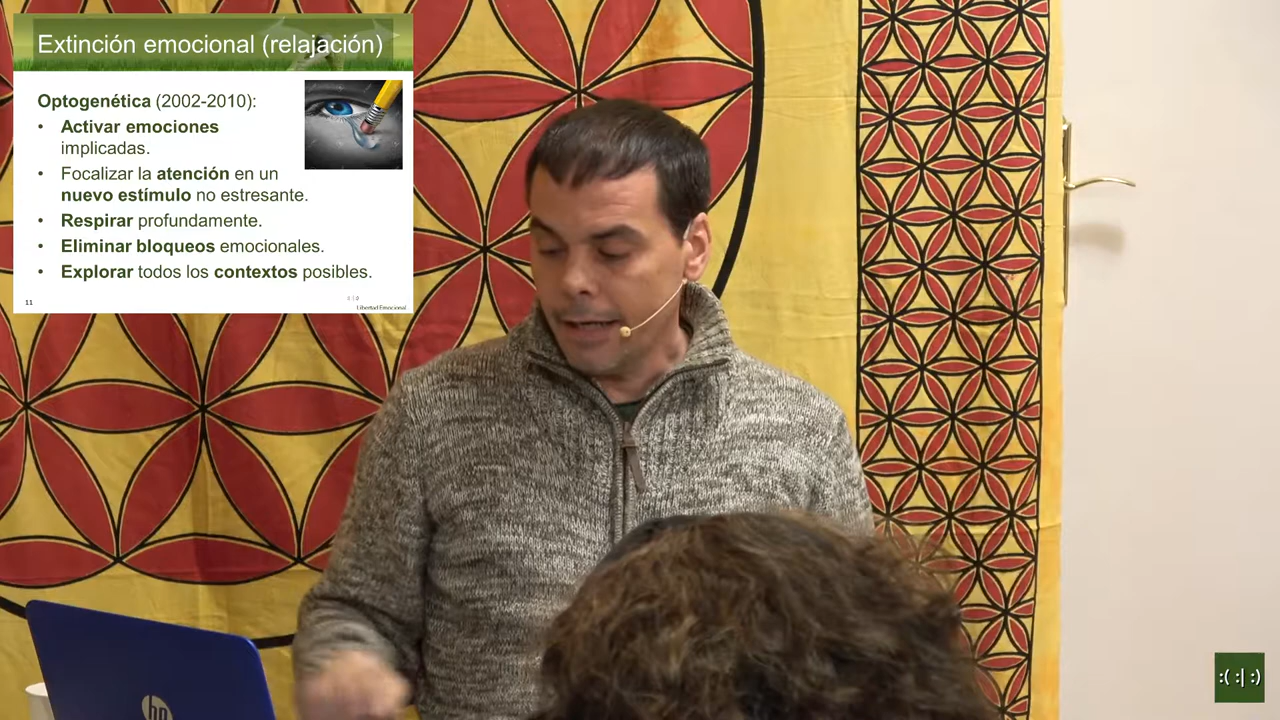 Extinción emocional (relajación)
Optogenética (2002-2010):
• Activar emociones
implicadas.
• Focalizar la atención en un
nuevo estímulo no estresante.
• Respirar profundamente.
• Eliminar bloqueos emocionales.
• Explorar todos los contextos posibles.
11
:( :| :)
Libertad Emocional
hp
:( :| :)